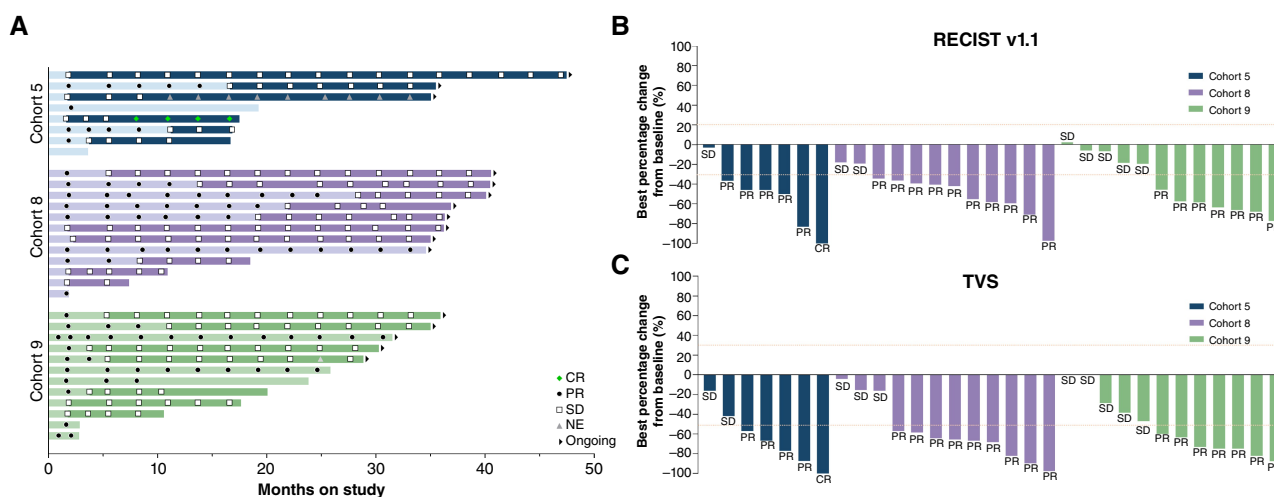 A
Cohort 5
Cohort 8
Cohort 9
CR
PR
SD
NE
Ongoing
0 10 20 30 40 50
Months on study
B
RECIST v1.1
Best percentage change
from baseline (%)
100
80
60
40
20
0
−20
−40
−60
−80
−100
Cohort 5
Cohort 8
Cohort 9
SD PR PR PR PR PR CR
SD SD PR PR PR PR PR PR PR PR PR PR
SD SD SD SD SD PR PR PR PR PR PR P
C
TVS
Best percentage change
from baseline (%)
100
80
60
40
20
0
−20
−40
−60
−80
−100
Cohort 5
Cohort 8
Cohort 9
SD SD PR PR PR PR CR
SD SD SD PR PR PR PR PR PR PR PR PR
SD SD SD SD SD PR PR PR PR PR PR P